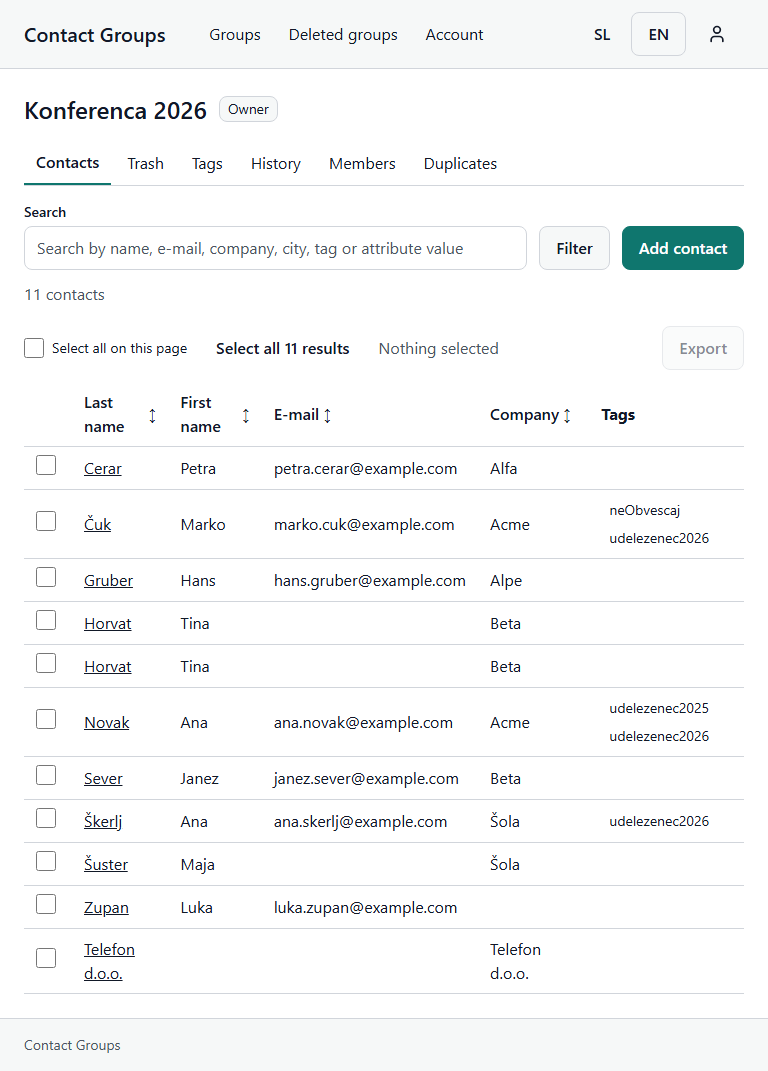 Contact Groups Groups Deleted groups Account SL EN
Konferenca 2026 Owner
Contacts Trash Tags History Members Duplicates
Search
Search by name, e-mail, company, city, tag or attribute value Filter Add contact
11 contacts
Select all on this page Select all 11 results Nothing selected Export
Last name First name E-mail Company Tags
Cerar Petra petra.cerar@example.com Alfa
Čuk Marko marko.cuk@example.com Acme neObvescaj
udelezenec2026
Gruber Hans hans.gruber@example.com Alpe
Horvat Tina Beta
Horvat Tina Beta
Novak Ana ana.novak@example.com Acme udelezenec2025
udelezenec2026
Sever Janez janez.sever@example.com Beta
Škerlj Ana ana.skerlj@example.com Šola udelezenec2026
Šuster Maja Šola
Zupan Luka luka.zupan@example.com
Telefon d.o.o. Telefon d.o.o.
Contact Groups